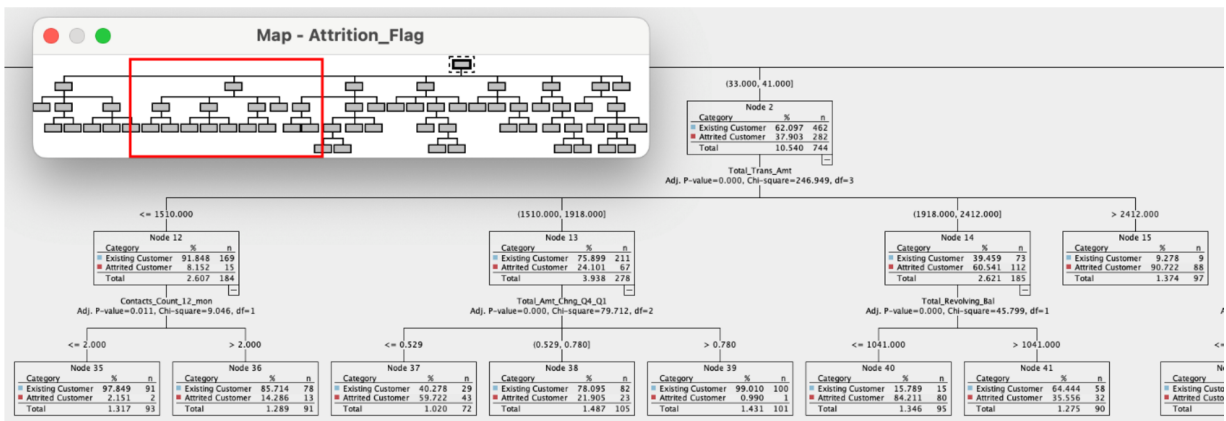 Map - Attrition_Flag
(33.000, 41.000]
Node 2
Category % n
Existing Customer 62.097 462
Attrited Customer 37.903 282
Total 10.540 744
Total_Trans_Amt
Adj. P-value=0.000, Chi-square=246.949, df=3
<= 1510.000
(1510.000, 1918.000]
(1918.000, 2412.000]
> 2412.000
Node 12
Category % n
Existing Customer 91.848 169
Attrited Customer 8.152 15
Total 2.607 184
Node 13
Category % n
Existing Customer 75.899 211
Attrited Customer 24.101 67
Total 3.938 278
Node 14
Category % n
Existing Customer 39.459 73
Attrited Customer 60.541 112
Total 2.621 185
Node 15
Category % n
Existing Customer 9.278 9
Attrited Customer 90.722 88
Total 1.374 97
Contacts_Count_12_mon
Adj. P-value=0.011, Chi-square=9.046, df=1
Total_Amt_Chng_Q4_Q1
Adj. P-value=0.000, Chi-square=79.712, df=2
Total_Revolving_Bal
Adj. P-value=0.000, Chi-square=45.799, df=1
<= 2.000
> 2.000
<= 0.529
(0.529, 0.780]
> 0.780
<= 1041.000
> 1041.000
Node 35
Category % n
Existing Customer 97.849 91
Attrited Customer 2.151 2
Total 1.317 93
Node 36
Category % n
Existing Customer 85.714 78
Attrited Customer 14.286 13
Total 1.289 91
Node 37
Category % n
Existing Customer 40.278 29
Attrited Customer 59.722 43
Total 1.020 72
Node 38
Category % n
Existing Customer 78.095 82
Attrited Customer 21.905 23
Total 1.487 105
Node 39
Category % n
Existing Customer 99.010 100
Attrited Customer 0.990 1
Total 1.431 101
Node 40
Category % n
Existing Customer 15.789 15
Attrited Customer 84.211 80
Total 1.346 95
Node 41
Category % n
Existing Customer 64.444 58
Attrited Customer 35.556 32
Total 1.275 90
Category
Total